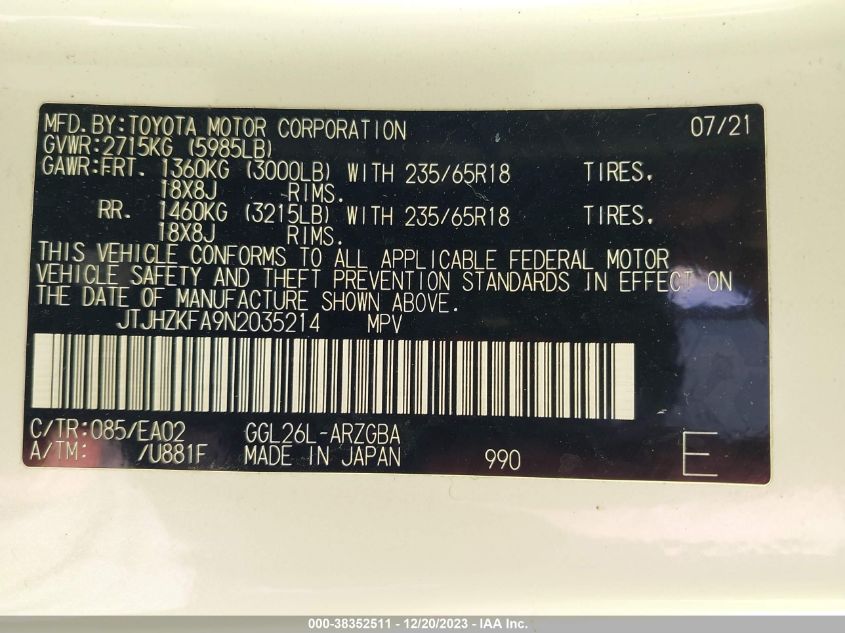 MFD. BY: TOYOTA MOTOR CORPORATION 07/21
GVWR: 2715KG (5985LB)
GAWR: FRT. 1360KG (3000LB) WITH 235/65R18 TIRES.
18X8J RIMS.
RR. 1460KG (3215LB) WITH 235/65R18 TIRES.
18X8J RIMS.
THIS VEHICLE CONFORMS TO ALL APPLICABLE FEDERAL MOTOR
VEHICLE SAFETY AND THEFT PREVENTION STANDARDS IN EFFECT ON
THE DATE OF MANUFACTURE SHOWN ABOVE.
JTJHZKFA9N2035214 MPV
C/TR: 085/EA02 GGL26L-ARZGBA
A/TM: /U881F MADE IN JAPAN 990 E
000-38352511 - 12/20/2023 - IAA Inc.